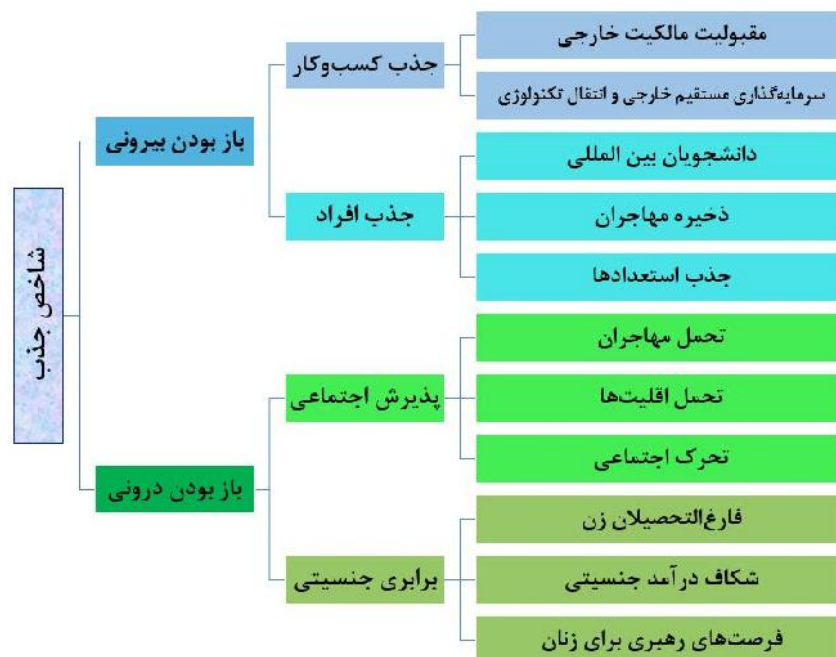 شاخص جذب
باز بودن بیرونی
جذب کسب‌وکار
مقبولیت مالکیت خارجی
سرمایه‌گذاری مستقیم خارجی و انتقال تکنولوژی
جذب افراد
دانشجویان بین المللی
ذخیره مهاجران
جذب استعدادها
باز بودن درونی
پذیرش اجتماعی
تحمل مهاجران
تحمل اقلیت‌ها
تحرک اجتماعی
برابری جنسیتی
فارغ‌التحصیلان زن
شکاف درآمد جنسیتی
فرصت‌های رهبری برای زنان